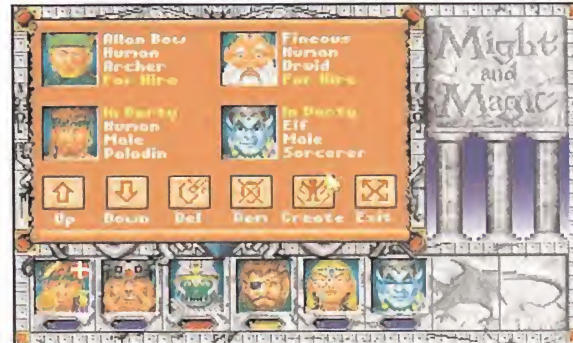 Allan Bow
Human
Archer
For Hire
Fineous
Human
Druid
For Hire
In Party
Human
Male
Paladin
In Party
Elf
Male
Sorcerer
Up
Down
Del
Rem
Create
Exit
Might
and
Magic